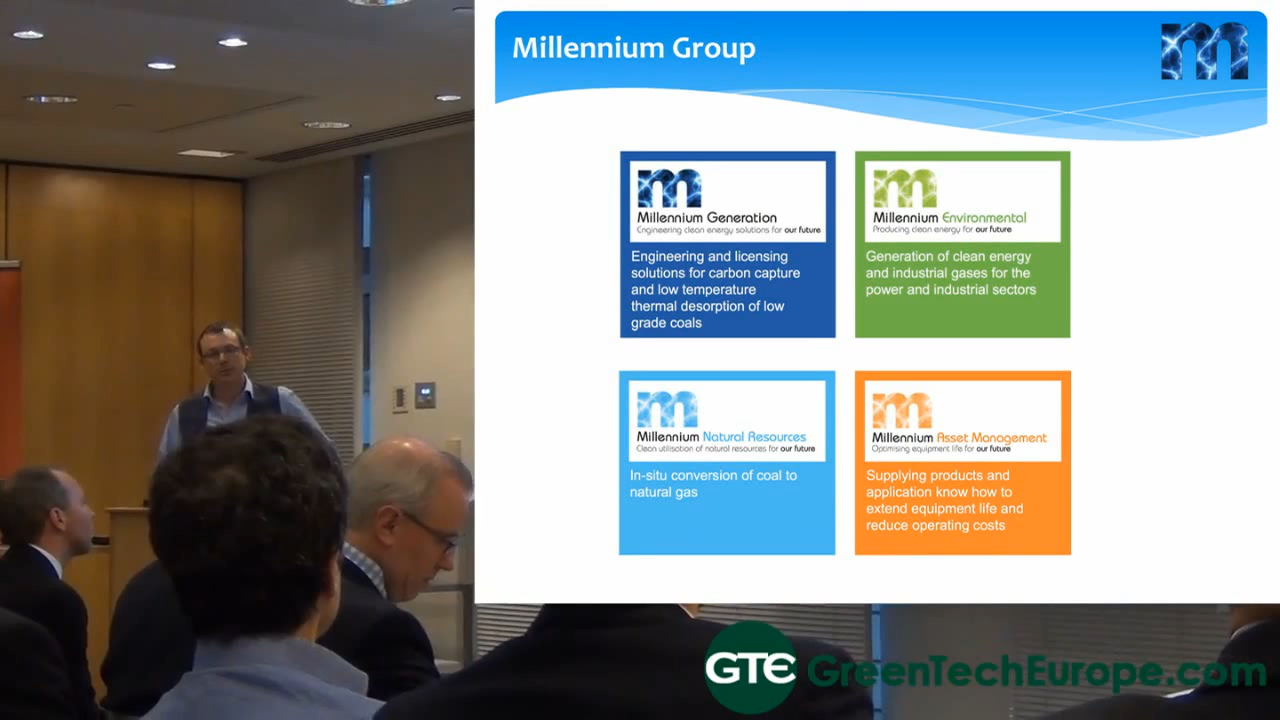 Millennium Group
m
m
Millennium Generation
Engineering clean energy solutions for our future
Engineering and licensing
solutions for carbon capture
and low temperature
thermal desorption of low
grade coals
m
Millennium Environmental
Producing clean energy for our future
Generation of clean energy
and industrial gases for the
power and industrial sectors
m
Millennium Natural Resources
Clean utilisation of natural resources for our future
In-situ conversion of coal to
natural gas
m
Millennium Asset Management
Optimising equipment life for our future
Supplying products and
application know how to
extend equipment life and
reduce operating costs
GTE GreenTechEurope.com